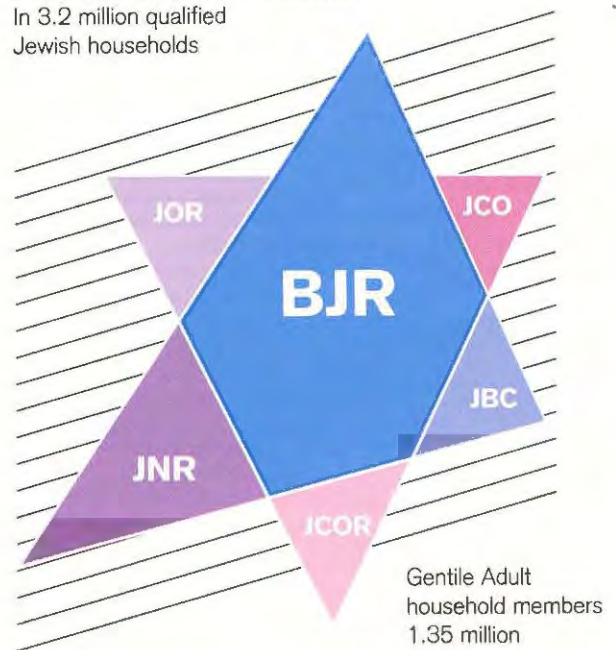 In 3.2 million qualified
Jewish households
JOR
JCO
BJR
JBC
JNR
JCOR
Gentile Adult
household members
1.35 million